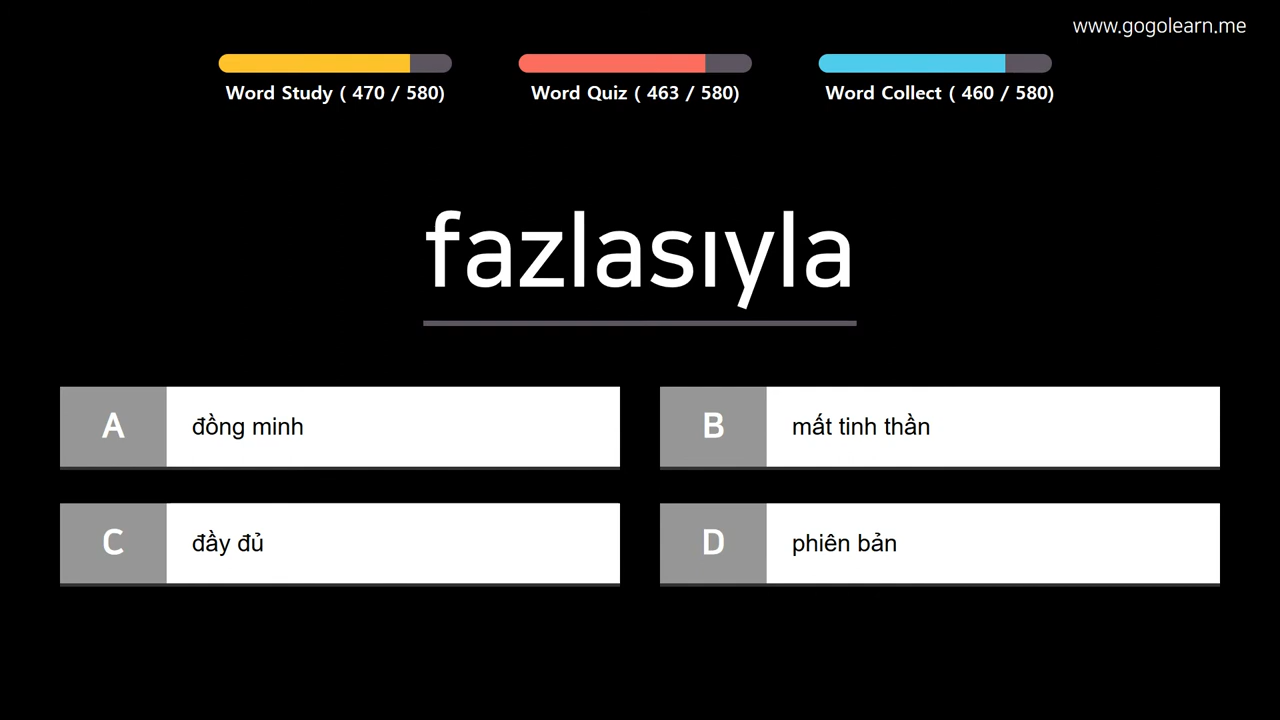 www.gogolearn.me
Word Study ( 470 / 580)
Word Quiz ( 463 / 580)
Word Collect ( 460 / 580)
fazlasıyla
A đồng minh
B mất tinh thần
C đầy đủ
D phiên bản